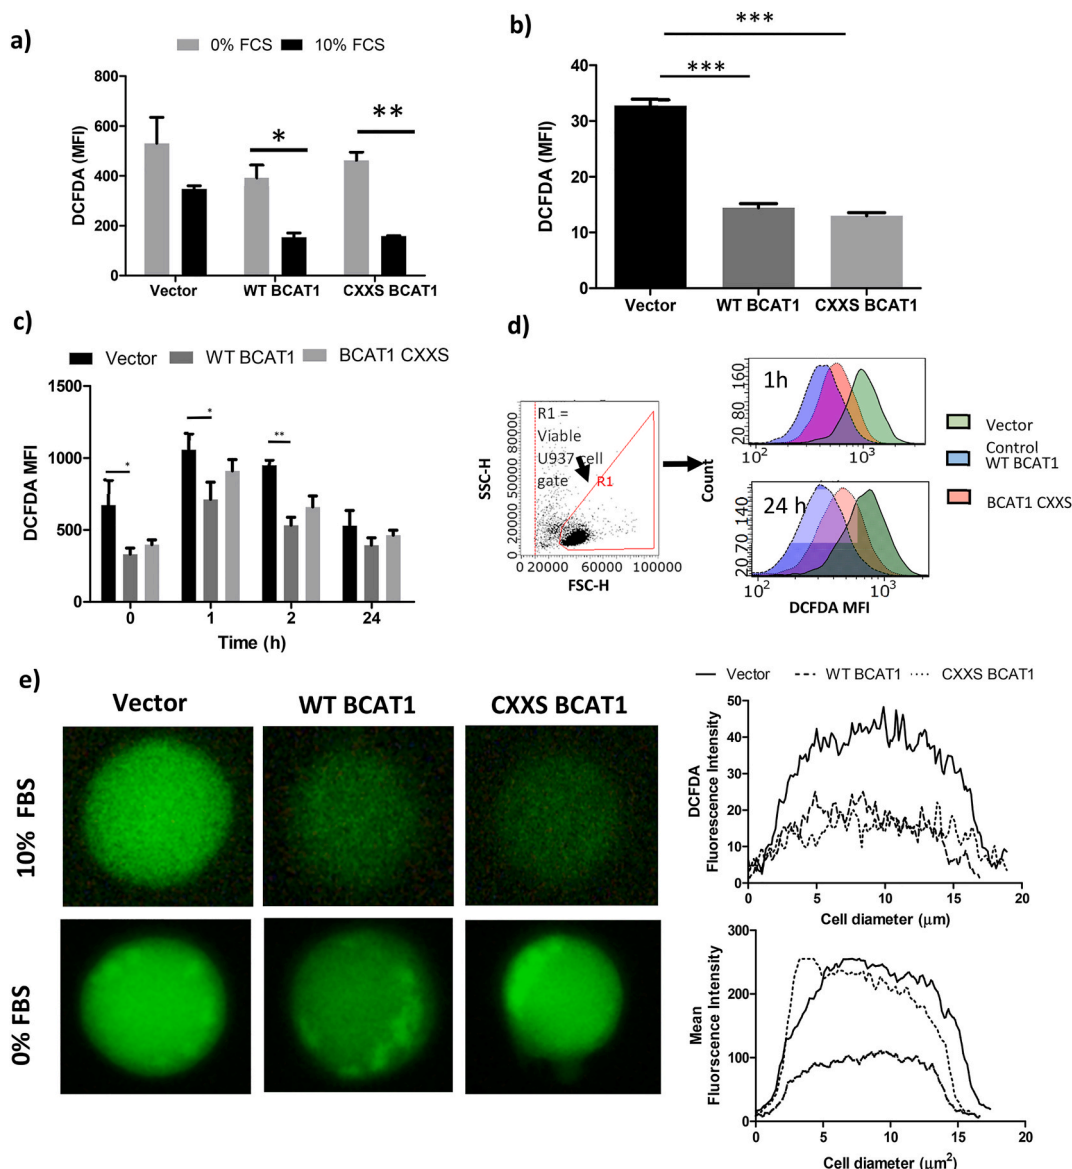 a)
0% FCS
10% FCS
DCFDA (MFI)
800
600
400
200
0
*
**
Vector
WT BCAT1
CXXS BCAT1
b)
***
***
DCFDA (MFI)
40
30
20
10
0
Vector
WT BCAT1
CXXS BCAT1
c)
Vector
WT BCAT1
BCAT1 CXXS
DCFDA MFI
1500
1000
500
0
*
*
**
0
1
2
24
Time (h)
d)
SSC-H
0 20000 30000 40000 50000 60000 70000 80000
R1 =
Viable
U937 cell
gate
R1
0 20000 40000 60000 100000
FSC-H
Count
20 80 120 160
1h
10² 10³
20 70 140
24 h
10² 10³
DCFDA MFI
Vector
Control
WT BCAT1
BCAT1 CXXS
e)
Vector
WT BCAT1
CXXS BCAT1
10% FBS
0% FBS
Vector
WT BCAT1
CXXS BCAT1
DCFDA
Fluorescence Intensity
50
40
30
20
10
0
0
5
10
15
20
Cell diameter (μm)
Mean
Fluorescence Intensity
300
200
100
0
0
5
10
15
20
Cell diameter (μm²)